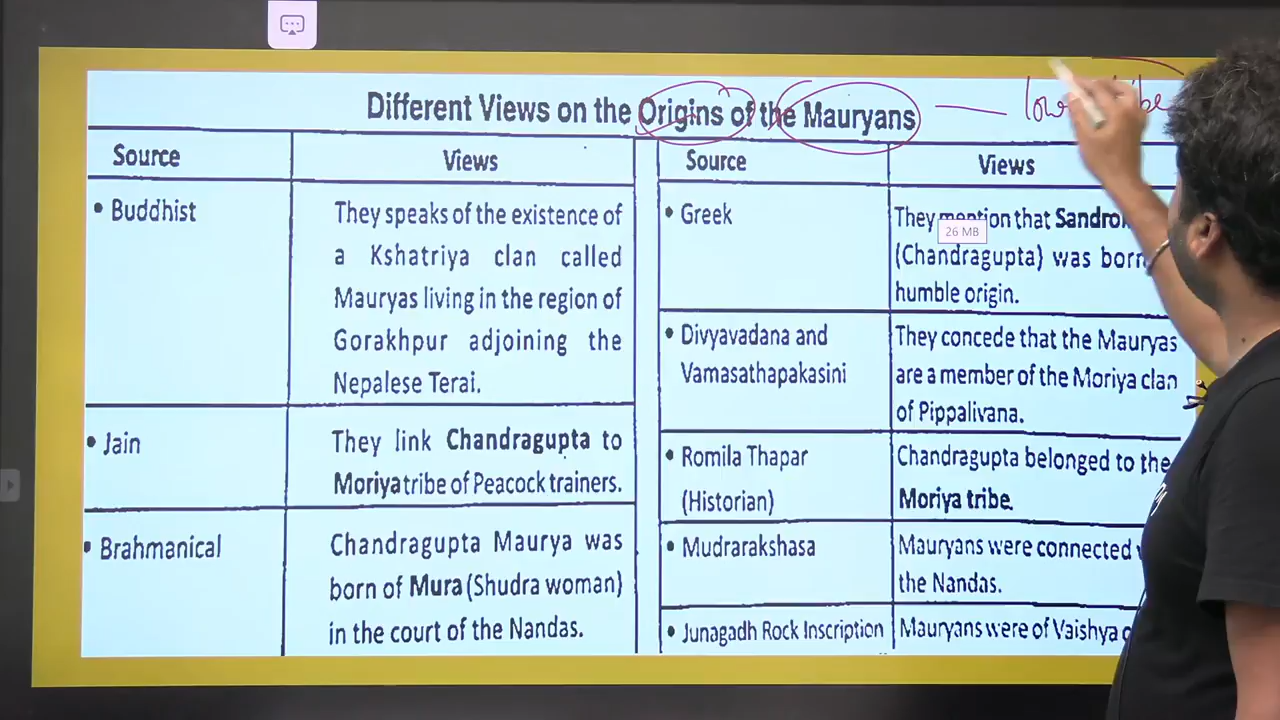 Different Views on the Origins of the Mauryans
Source
Views
• Buddhist
They speaks of the existence of
a Kshatriya clan called
Mauryas living in the region of
Gorakhpur adjoining the
Nepalese Terai.
• Jain
They link Chandragupta to
Moriya tribe of Peacock trainers.
• Brahmanical
Chandragupta Maurya was
born of Mura (Shudra woman)
in the court of the Nandas.
Source
Views
• Greek
They mention that
26 MB
(Chandragupta) was born
humble origin.
• Divyavadana and
Vamasathapakasini
They concede that the Mauryas
are a member of the Moriya clan
of Pippalivana.
• Romila Thapar
(Historian)
Chandragupta belonged to the
Moriya tribe.
• Mudrarakshasa
Mauryans were connected
the Nandas.
• Junagadh Rock Inscription
Mauryans were of Vaishya